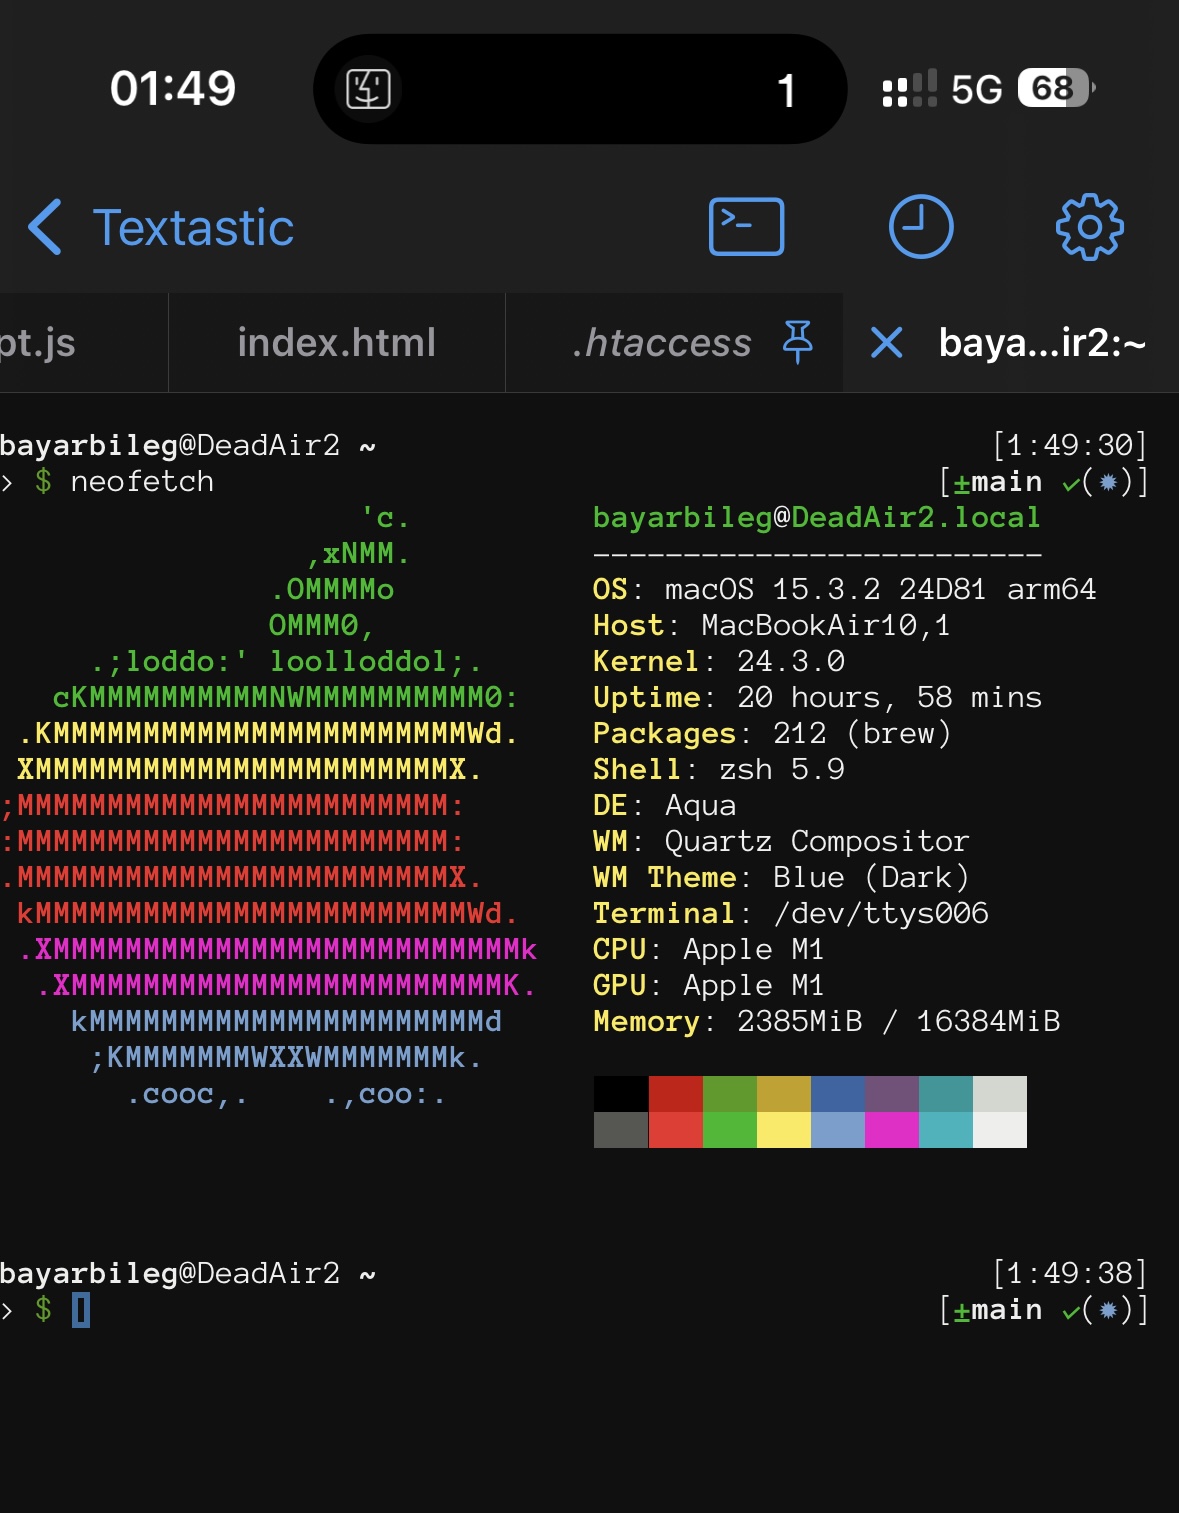 01:49
1
5G
68
Textastic
pt.js
index.html
.htaccess
baya...ir2:~
bayarbileg@DeadAir2 ~ [1:49:30]
› $ neofetch [±main ✓(✹)]
'c. bayarbileg@DeadAir2.local
,xNMM. -------------------------
.OMMMMo OS: macOS 15.3.2 24D81 arm64
OMMM0, Host: MacBookAir10,1
.;loddo:' loolloddol;. Kernel: 24.3.0
cKMMMMMMMMMMNWMMMMMMMMMM0: Uptime: 20 hours, 58 mins
.KMMMMMMMMMMMMMMMMMMMMMMMWd. Packages: 212 (brew)
XMMMMMMMMMMMMMMMMMMMMMMMX. Shell: zsh 5.9
;MMMMMMMMMMMMMMMMMMMMMMMM: DE: Aqua
:MMMMMMMMMMMMMMMMMMMMMMMM: WM: Quartz Compositor
.MMMMMMMMMMMMMMMMMMMMMMMMX. WM Theme: Blue (Dark)
kMMMMMMMMMMMMMMMMMMMMMMMMWd. Terminal: /dev/ttys006
.XMMMMMMMMMMMMMMMMMMMMMMMMMMk CPU: Apple M1
.XMMMMMMMMMMMMMMMMMMMMMMMMK. GPU: Apple M1
kMMMMMMMMMMMMMMMMMMMMMMd Memory: 2385MiB / 16384MiB
;KMMMMMMMWXXWMMMMMMMk.
.cooc,. .,coo:.
bayarbileg@DeadAir2 ~ [1:49:38]
› $ [±main ✓(✹)]